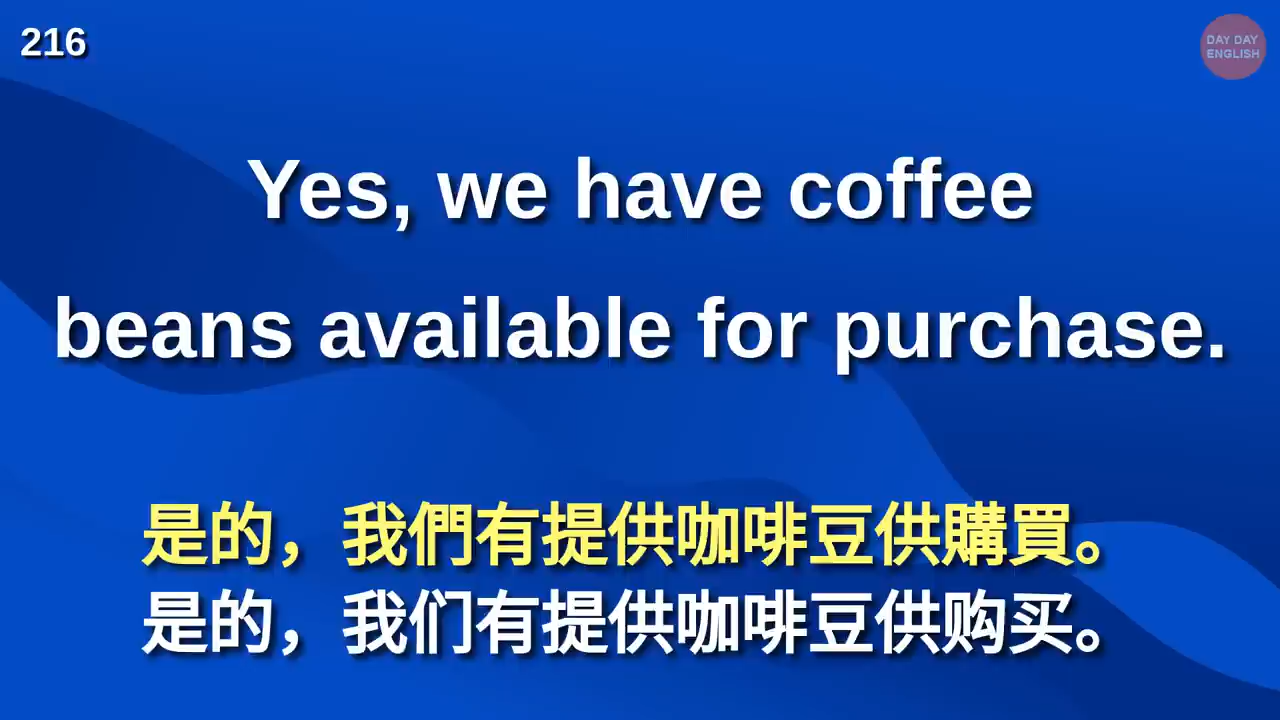 216
DAY DAY
ENGLISH
Yes, we have coffee
beans available for purchase.
是的，我們有提供咖啡豆供購買。
是的，我们有提供咖啡豆供购买。